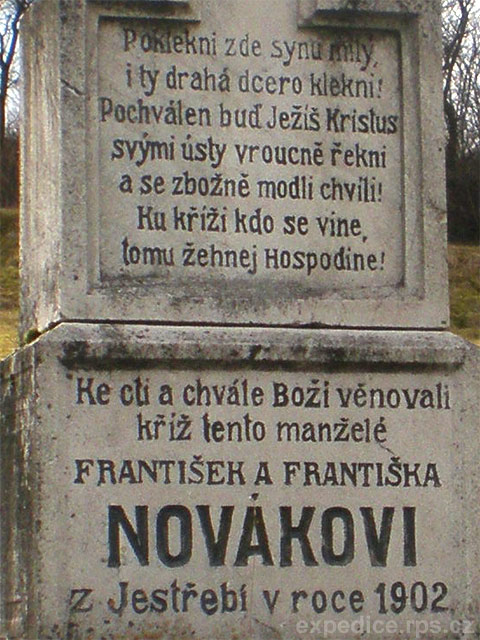 Poklekni zde synu milý,
i ty drahá dcero klekni!
Pochválen buď Ježíš Kristus
svými ústy vroucně řekni
a se zbožně modli chvíli!
Ku kříži kdo se vine,
tomu žehnej Hospodine!
Ke cti a chvále Boží věnovali
kříž tento manželé
FRANTIŠEK A FRANTIŠKA
NOVÁKOVI
z Jestřebí v roce 1902
expedice.rps.cz